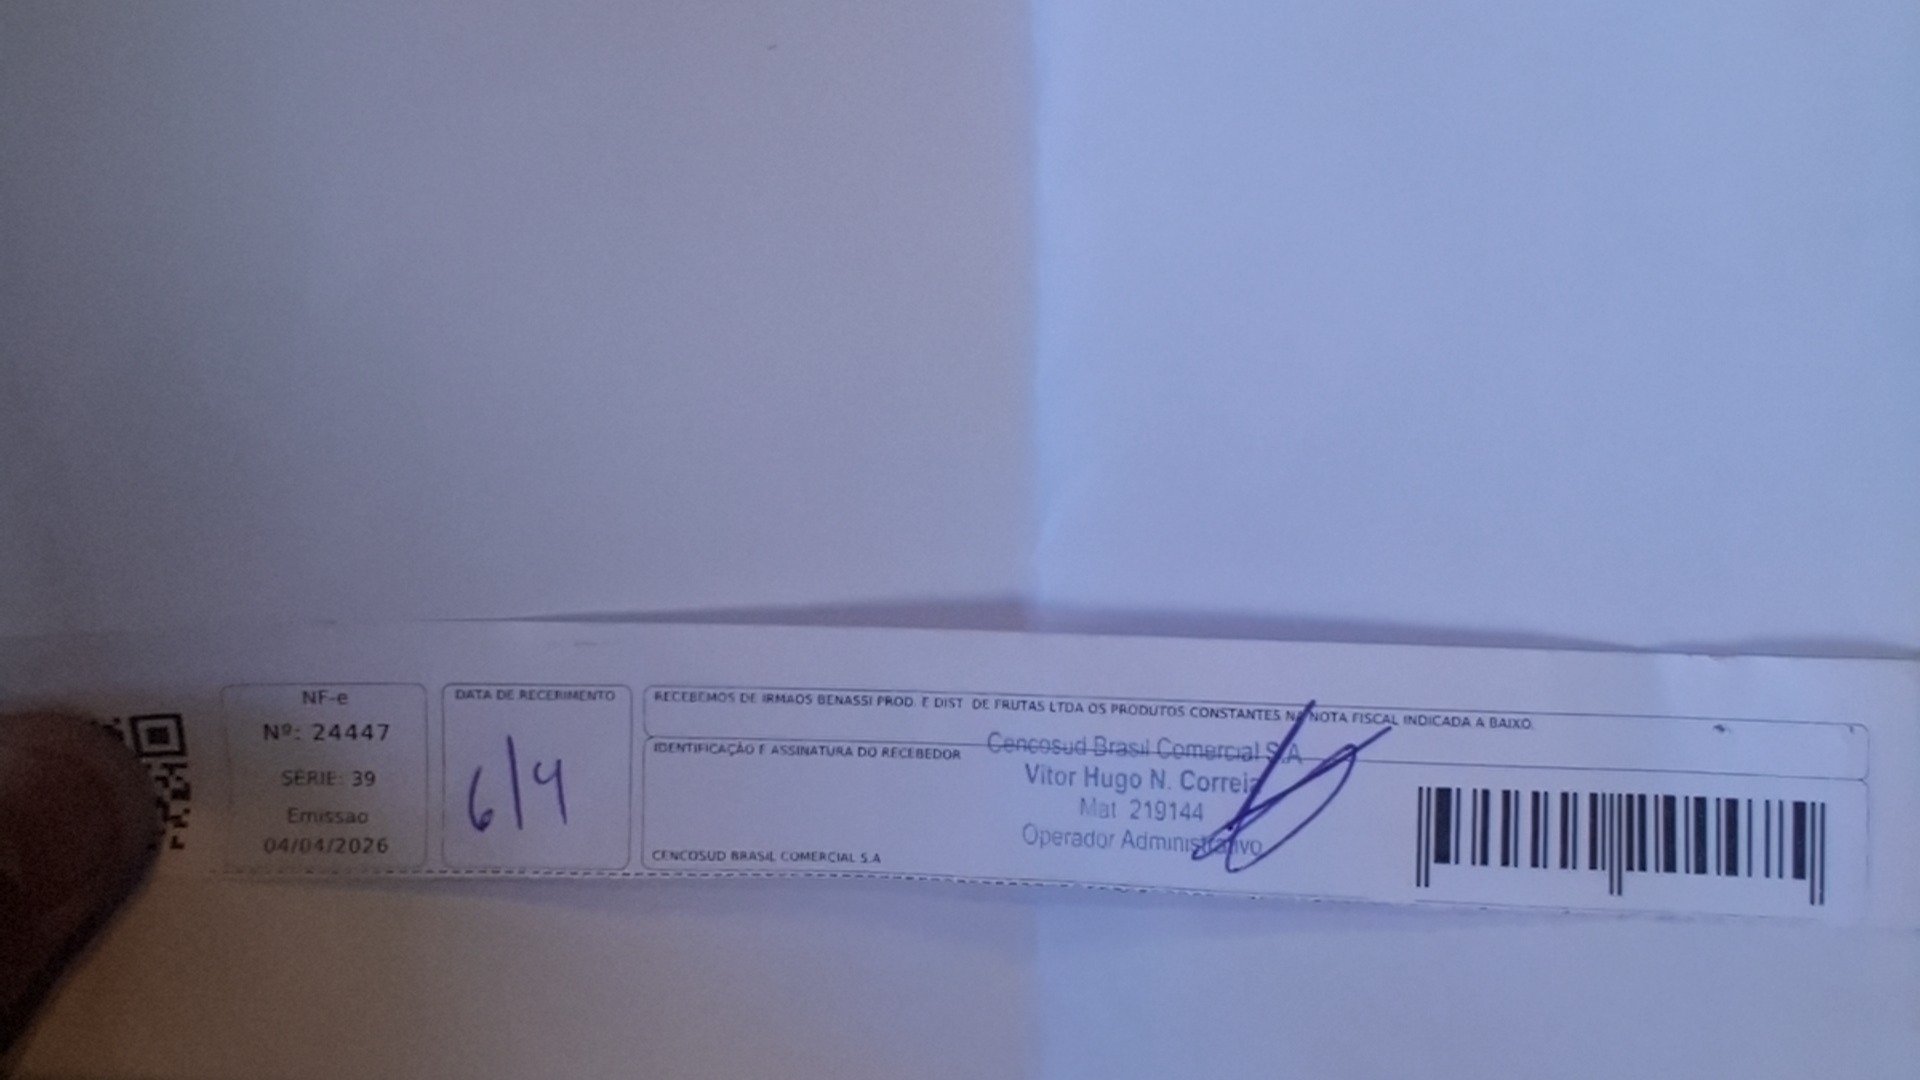 NF-e
Nº: 24447
SÉRIE: 39
Emissao
04/04/2026
DATA DE RECEBIMENTO
6/4
RECEBEMOS DE IRMAOS BENASSI PROD. E DIST DE FRUTAS LTDA OS PRODUTOS CONSTANTES NA NOTA FISCAL INDICADA A BAIXO.
IDENTIFICAÇÃO E ASSINATURA DO RECEBEDOR
Cencosud Brasil Comercial S.A
Vitor Hugo N. Correia
Mat 219144
Operador Administrativo
CENCOSUD BRASIL COMERCIAL S.A